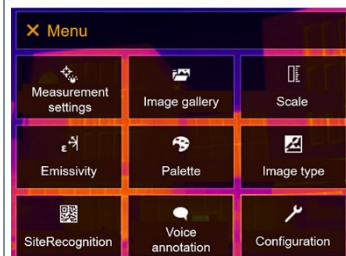 × Menu
Measurement
settings
Image gallery
Scale
ε
Emissivity
Palette
Image type
SiteRecognition
Voice
annotation
Configuration